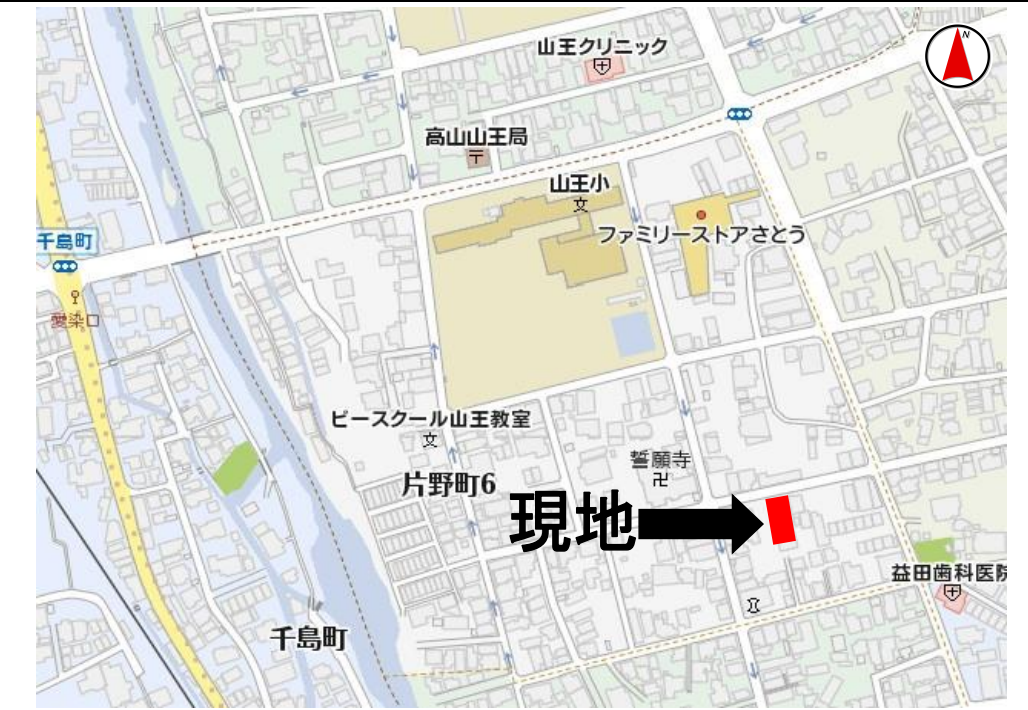 山王クリニック
N
高山山王局
山王小
文
ファミリーストアさとう
千島町
愛染口
ピースクール山王教室
文
誓願寺
片野町6
現地
益田歯科医院
千島町